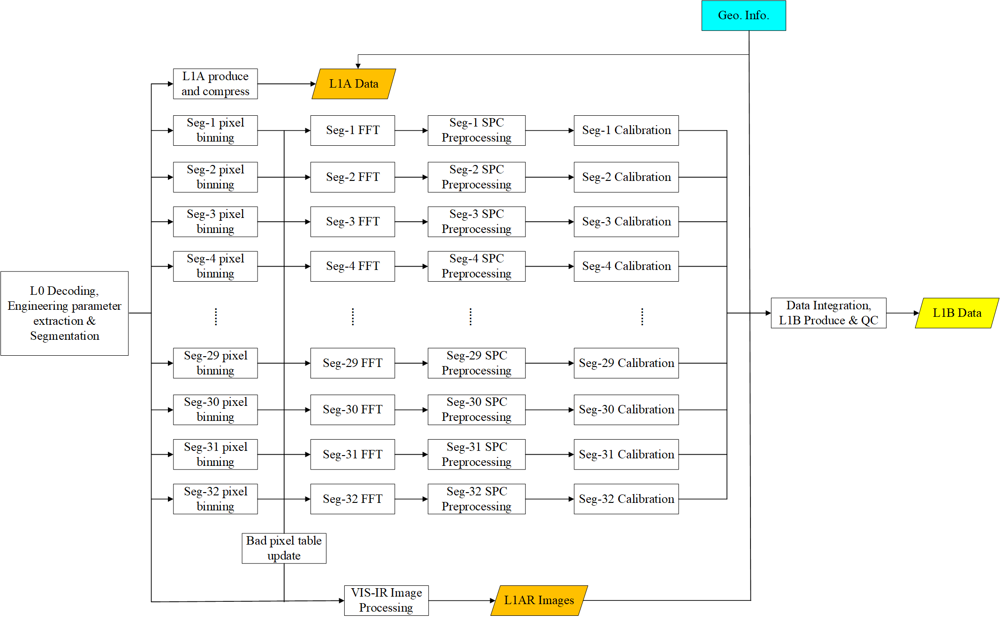 Geo. Info.
L1A produce
and compress
L1A Data
Seg-1 pixel
binning
Seg-1 FFT
Seg-1 SPC
Preprocessing
Seg-1 Calibration
Seg-2 pixel
binning
Seg-2 FFT
Seg-2 SPC
Preprocessing
Seg-2 Calibration
Seg-3 pixel
binning
Seg-3 FFT
Seg-3 SPC
Preprocessing
Seg-3 Calibration
Seg-4 pixel
binning
Seg-4 FFT
Seg-4 SPC
Preprocessing
Seg-4 Calibration
L0 Decoding,
Engineering parameter
extraction &
Segmentation
Data Integration,
L1B Produce & QC
L1B Data
Seg-29 pixel
binning
Seg-29 FFT
Seg-29 SPC
Preprocessing
Seg-29 Calibration
Seg-30 pixel
binning
Seg-30 FFT
Seg-30 SPC
Preprocessing
Seg-30 Calibration
Seg-31 pixel
binning
Seg-31 FFT
Seg-31 SPC
Preprocessing
Seg-31 Calibration
Seg-32 pixel
binning
Seg-32 FFT
Seg-32 SPC
Preprocessing
Seg-32 Calibration
Bad pixel table
update
VIS-IR Image
Processing
L1AR Images